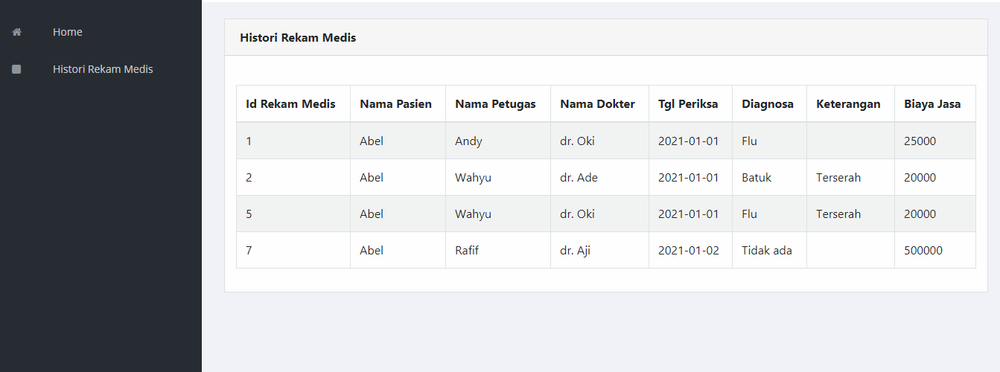 Home
Histori Rekam Medis
Histori Rekam Medis
Id Rekam Medis Nama Pasien Nama Petugas Nama Dokter Tgl Periksa Diagnosa Keterangan Biaya Jasa
1 Abel Andy dr. Oki 2021-01-01 Flu 25000
2 Abel Wahyu dr. Ade 2021-01-01 Batuk Terserah 20000
5 Abel Wahyu dr. Oki 2021-01-01 Flu Terserah 20000
7 Abel Rafif dr. Aji 2021-01-02 Tidak ada 500000